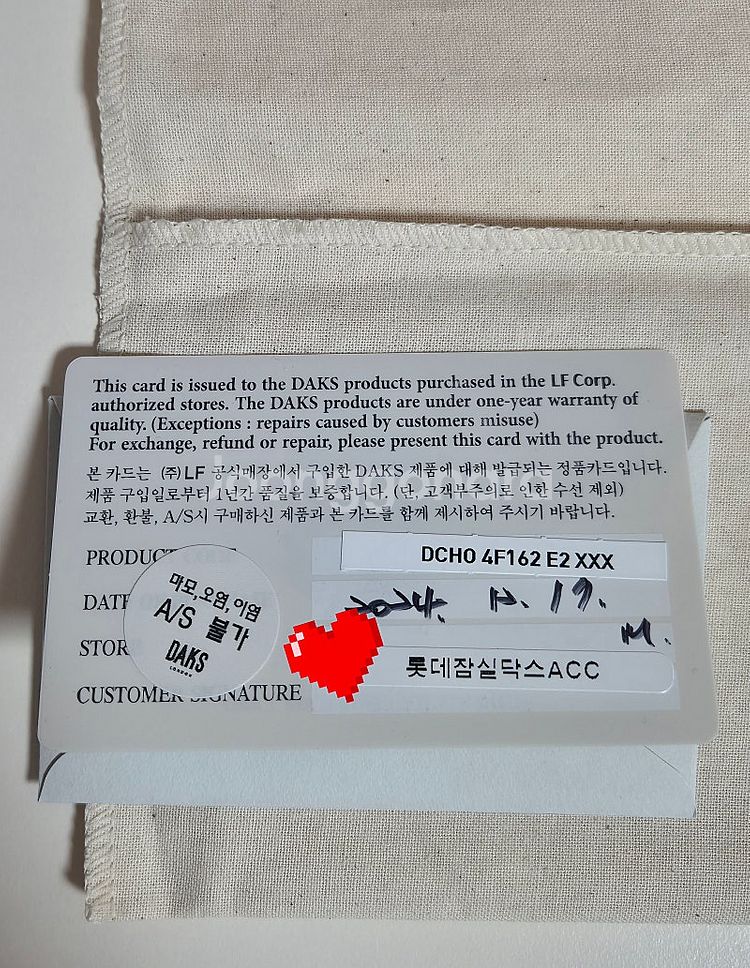 This card is issued to the DAKS products purchased in the LF Corp.
authorized stores. The DAKS products are under one-year warranty of
quality. (Exceptions : repairs caused by customers misuse)
For exchange, refund or repair, please present this card with the product.
본 카드는 (주)LF 공식매장에서 구입한 DAKS 제품에 대해 발급되는 정품카드입니다.
제품 구입일로부터 1년간 품질을 보증합니다. (단, 고객부주의로 인한 수선 제외)
교환, 환불, A/S시 구매하신 제품과 본 카드를 함께 제시하여 주시기 바랍니다.
PRODUCT
DCHO 4F162 E2 XXX
마모,오염, 이염
A/S 불가
DAKS
LONDON
DATE
2024. 12. 17.
STORE
롯데잠실닥스ACC
CUSTOMER SIGNATURE